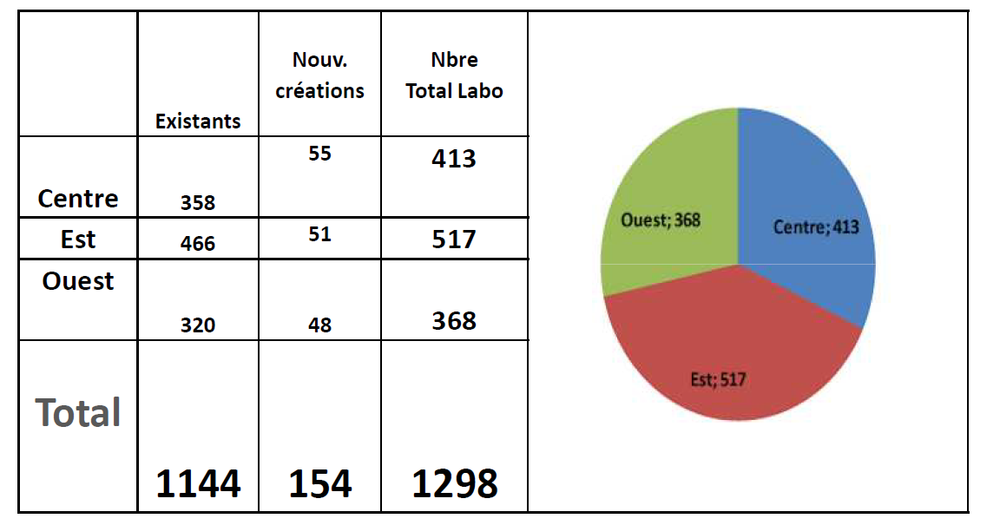 Existants
Nouv.
créations
Nbre
Total Labo
Centre
358
55
413
Est
466
51
517
Ouest
320
48
368
Total
1144
154
1298
Ouest; 368
Centre; 413
Est; 517